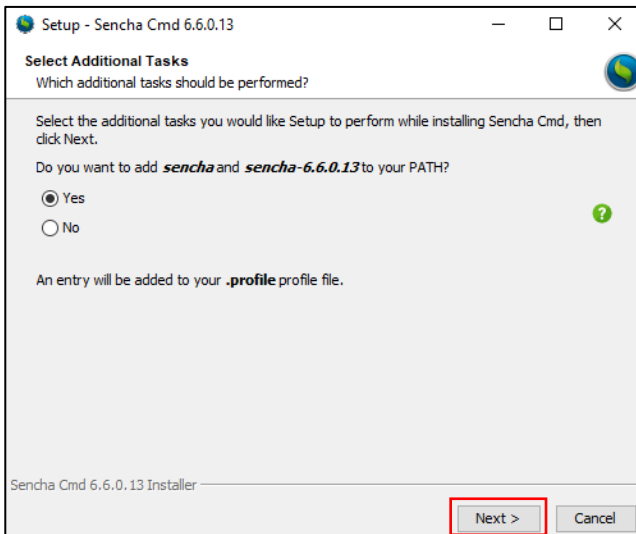 Setup - Sencha Cmd 6.6.0.13
Select Additional Tasks
Which additional tasks should be performed?
Select the additional tasks you would like Setup to perform while installing Sencha Cmd, then
click Next.
Do you want to add sencha and sencha-6.6.0.13 to your PATH?
Yes
No
An entry will be added to your .profile profile file.
Sencha Cmd 6.6.0.13 Installer
Next > Cancel